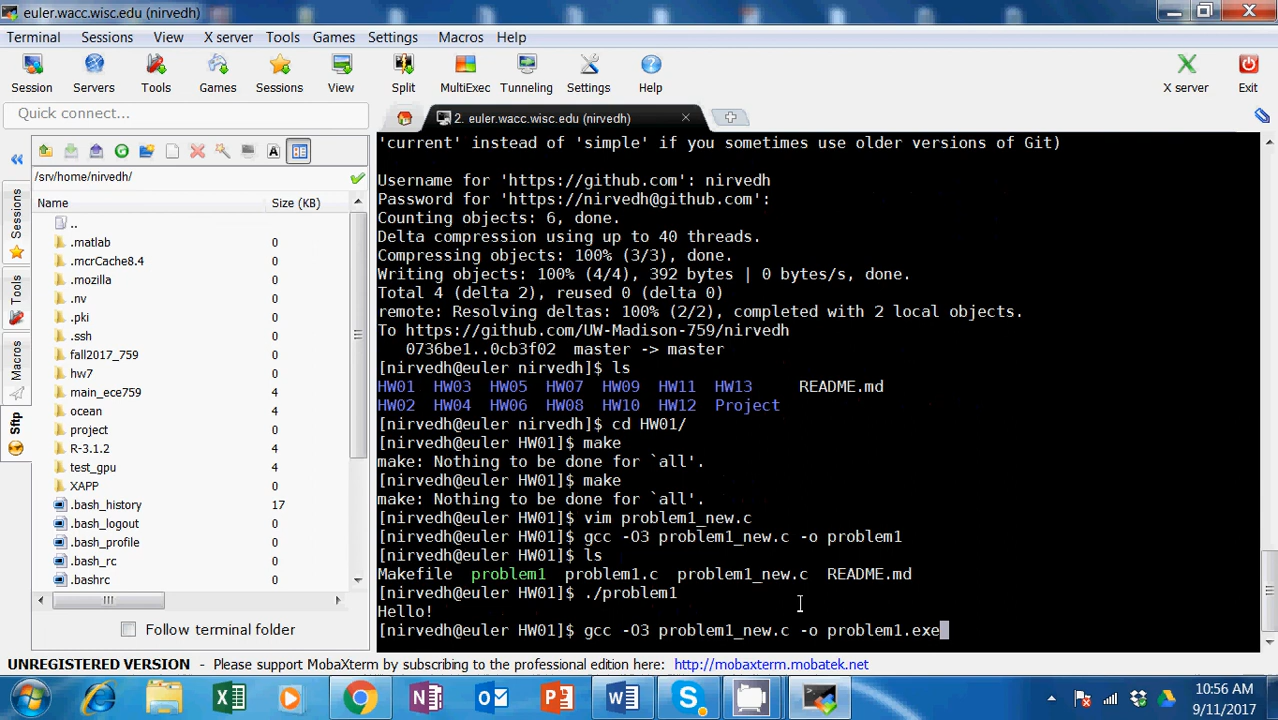 euler.wacc.wisc.edu (nirvedh)
Terminal Sessions View X server Tools Games Settings Macros Help
Session Servers Tools Games Sessions View Split MultiExec Tunneling Settings Help X server Exit
Quick connect...
2. euler.wacc.wisc.edu (nirvedh)
/srv/home/nirvedh/
Name Size (KB)
..
.matlab 0
.mcrCache8.4 0
.mozilla 0
.nv 0
.pki 0
.ssh 0
fall2017_759 0
hw7 0
main_ece759 4
ocean 4
project 0
R-3.1.2 4
test_gpu 4
XAPP 0
.bash_history 17
.bash_logout 0
.bash_profile 0
.bash_rc 0
.bashrc 0
Follow terminal folder
Sessions
Tools
Macros
Sftp
'current' instead of 'simple' if you sometimes use older versions of Git)
Username for 'https://github.com': nirvedh
Password for 'https://nirvedh@github.com':
Counting objects: 6, done.
Delta compression using up to 40 threads.
Compressing objects: 100% (3/3), done.
Writing objects: 100% (4/4), 392 bytes | 0 bytes/s, done.
Total 4 (delta 2), reused 0 (delta 0)
remote: Resolving deltas: 100% (2/2), completed with 2 local objects.
To https://github.com/UW-Madison-759/nirvedh
0736be1..0cb3f02 master -> master
[nirvedh@euler nirvedh]$ ls
HW01 HW03 HW05 HW07 HW09 HW11 HW13 README.md
HW02 HW04 HW06 HW08 HW10 HW12 Project
[nirvedh@euler nirvedh]$ cd HW01/
[nirvedh@euler HW01]$ make
make: Nothing to be done for `all'.
[nirvedh@euler HW01]$ make
make: Nothing to be done for `all'.
[nirvedh@euler HW01]$ vim problem1_new.c
[nirvedh@euler HW01]$ gcc -O3 problem1_new.c -o problem1
[nirvedh@euler HW01]$ ls
Makefile problem1 problem1.c problem1_new.c README.md
[nirvedh@euler HW01]$ ./problem1
Hello!
[nirvedh@euler HW01]$ gcc -O3 problem1_new.c -o problem1.exe
UNREGISTERED VERSION - Please support MobaXterm by subscribing to the professional edition here: http://mobaxterm.mobatek.net
10:56 AM
9/11/2017